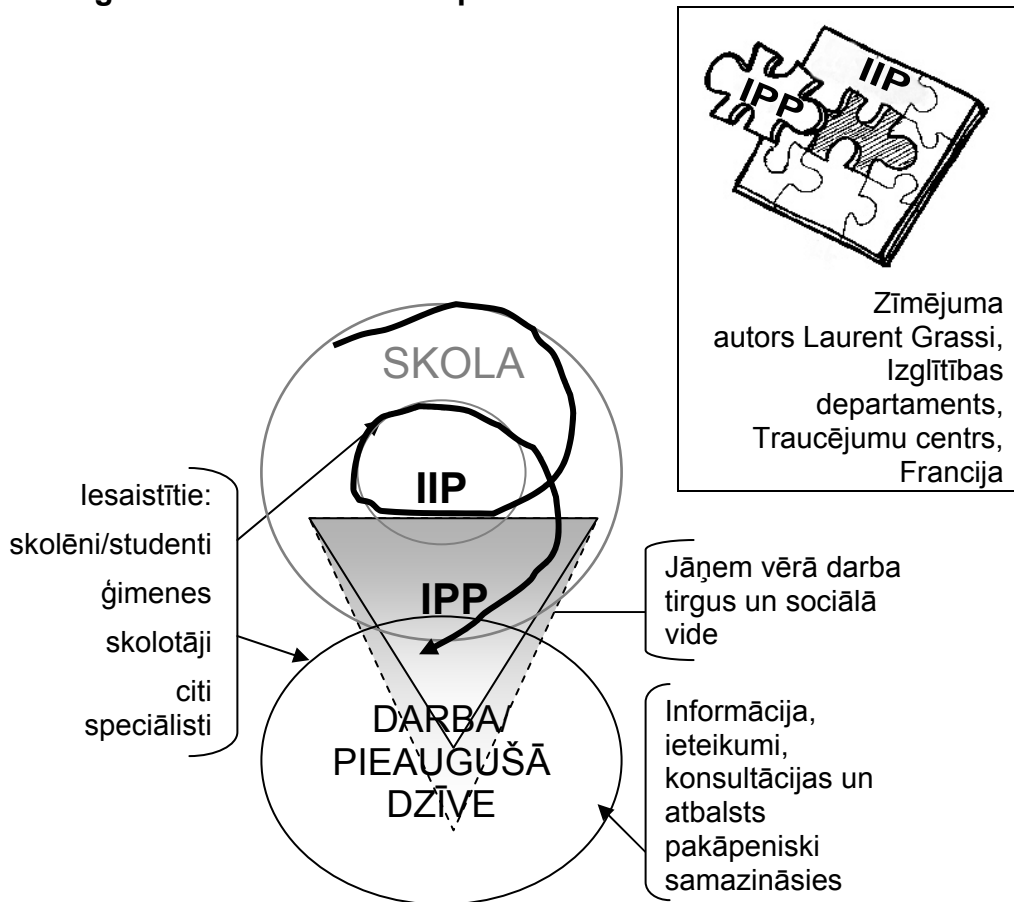 IIP
IPP
Zīmējuma
autors Laurent Grassi,
Izglītības
departaments,
Traucējumu centrs,
Francija
SKOLA
IIP
IPP
Iesaistītie:
skolēni/studenti
ģimenes
skolotāji
citi
speciālisti
Jāņem vērā darba
tirgus un sociālā
vide
DARBA/
PIEAUGUŠĀ
DZĪVE
Informācija,
ieteikumi,
konsultācijas un
atbalsts
pakāpeniski
samazināsies